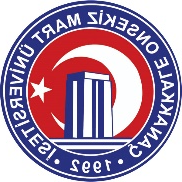 ÇANAKKALE ONSEKİZ MART ÜNİVERSİTESİ
• 1992 •